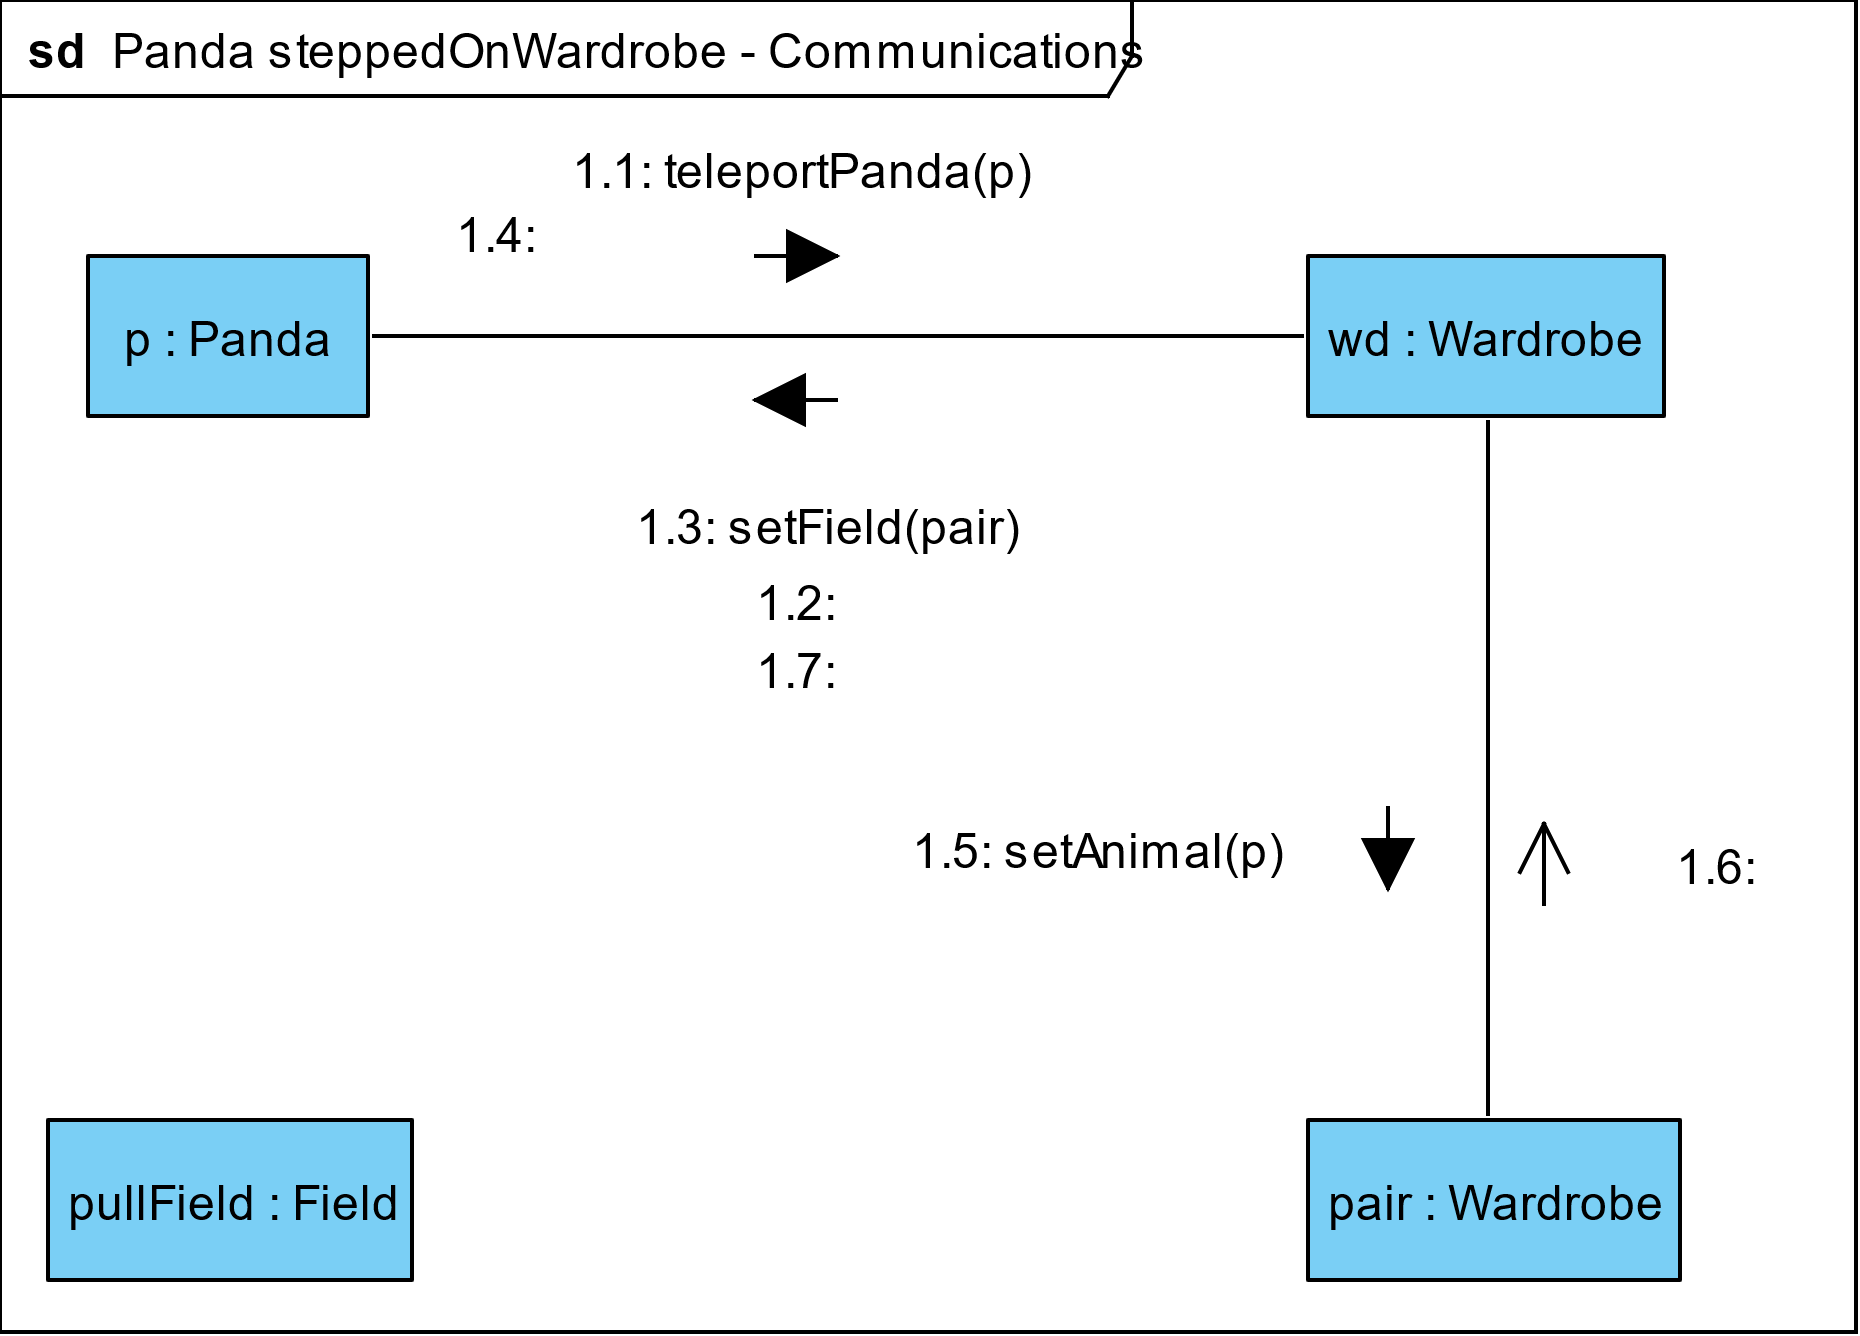 sd Panda steppedOnWardrobe - Communications
1.1: teleportPanda(p)
1.4:
p : Panda
wd : Wardrobe
1.3: setField(pair)
1.2:
1.7:
1.5: setAnimal(p)
1.6:
pullField : Field
pair : Wardrobe